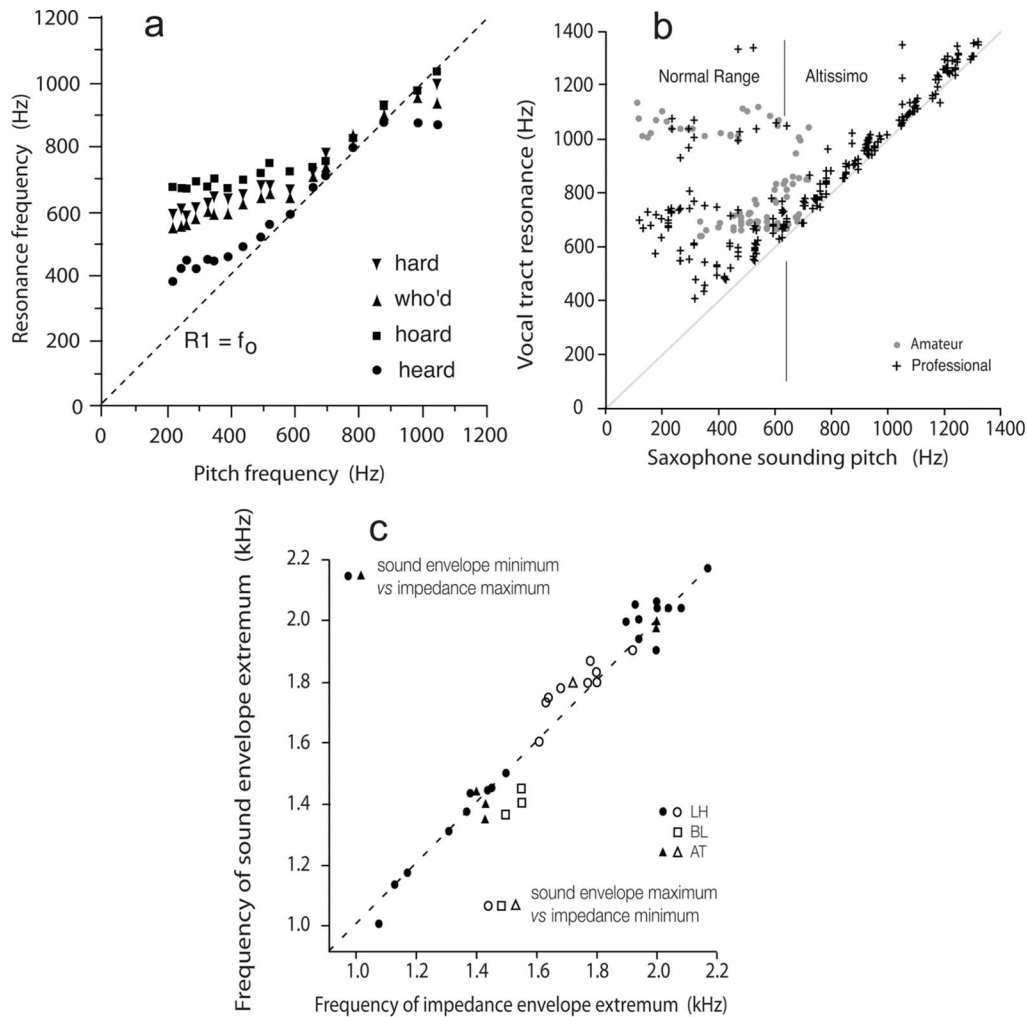 a
Resonance frequency (Hz)
1200
1000
800
600
400
200
0
hard
who'd
hoard
heard
R1 = fo
0 200 400 600 800 1000 1200
Pitch frequency (Hz)
b
Vocal tract resonance (Hz)
1400
1200
1000
800
600
400
200
0
Normal Range
Altissimo
Amateur
Professional
0 200 400 600 800 1000 1200 1400
Saxophone sounding pitch (Hz)
c
Frequency of sound envelope extremum (kHz)
2.2
2.0
1.8
1.6
1.4
1.2
1.0
sound envelope minimum
vs impedance maximum
LH
BL
AT
sound envelope maximum
vs impedance minimum
1.0 1.2 1.4 1.6 1.8 2.0 2.2
Frequency of impedance envelope extremum (kHz)